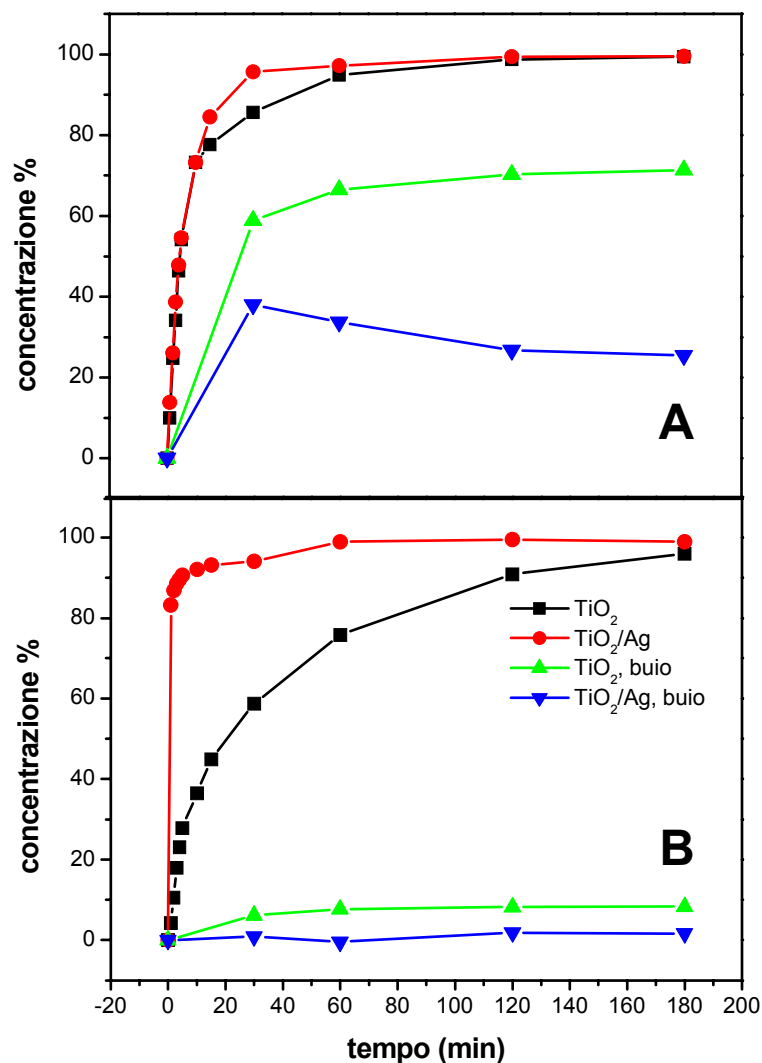 100
80
60
40
20
0
concentrazione %
A
100
80
60
40
20
0
concentrazione %
TiO2
TiO2/Ag
TiO2, buio
TiO2/Ag, buio
B
-20 0 20 40 60 80 100 120 140 160 180 200
tempo (min)